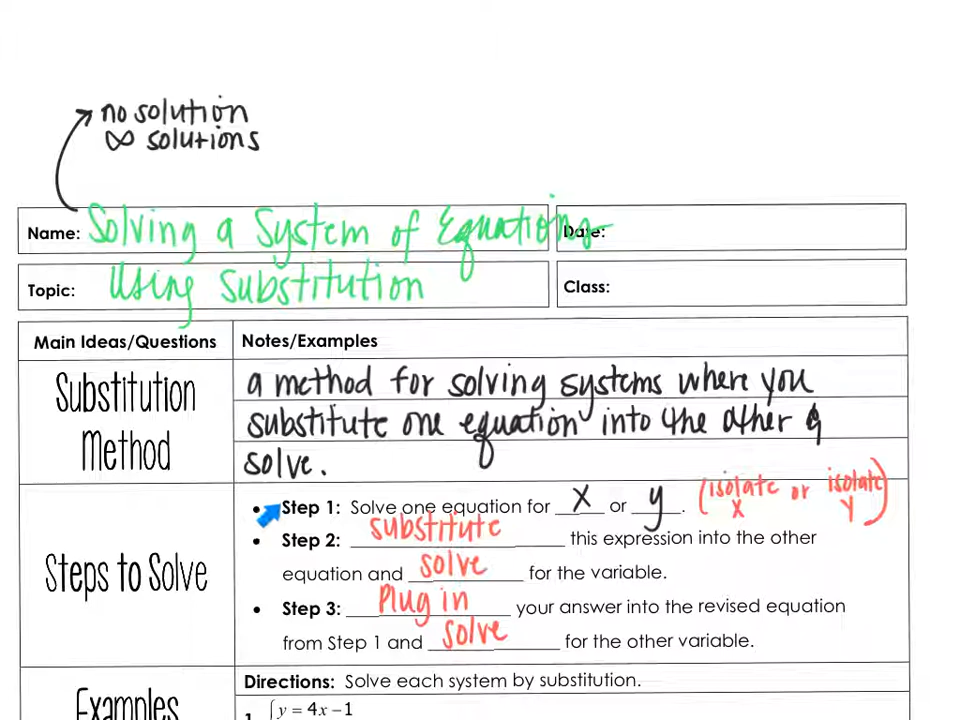 no solution
∞ solutions
Name: Solving a System of Equations
Date:
Topic: Using Substitution
Class:
Main Ideas/Questions
Notes/Examples
Substitution
Method
a method for solving systems where you
substitute one equation into the other &
solve.
Steps to Solve
• Step 1: Solve one equation for x or y. (isolate x or isolate y)
• Step 2: substitute this expression into the other
equation and solve for the variable.
• Step 3: Plug in your answer into the revised equation
from Step 1 and solve for the other variable.
Examples
Directions: Solve each system by substitution.
1. { y = 4x − 1